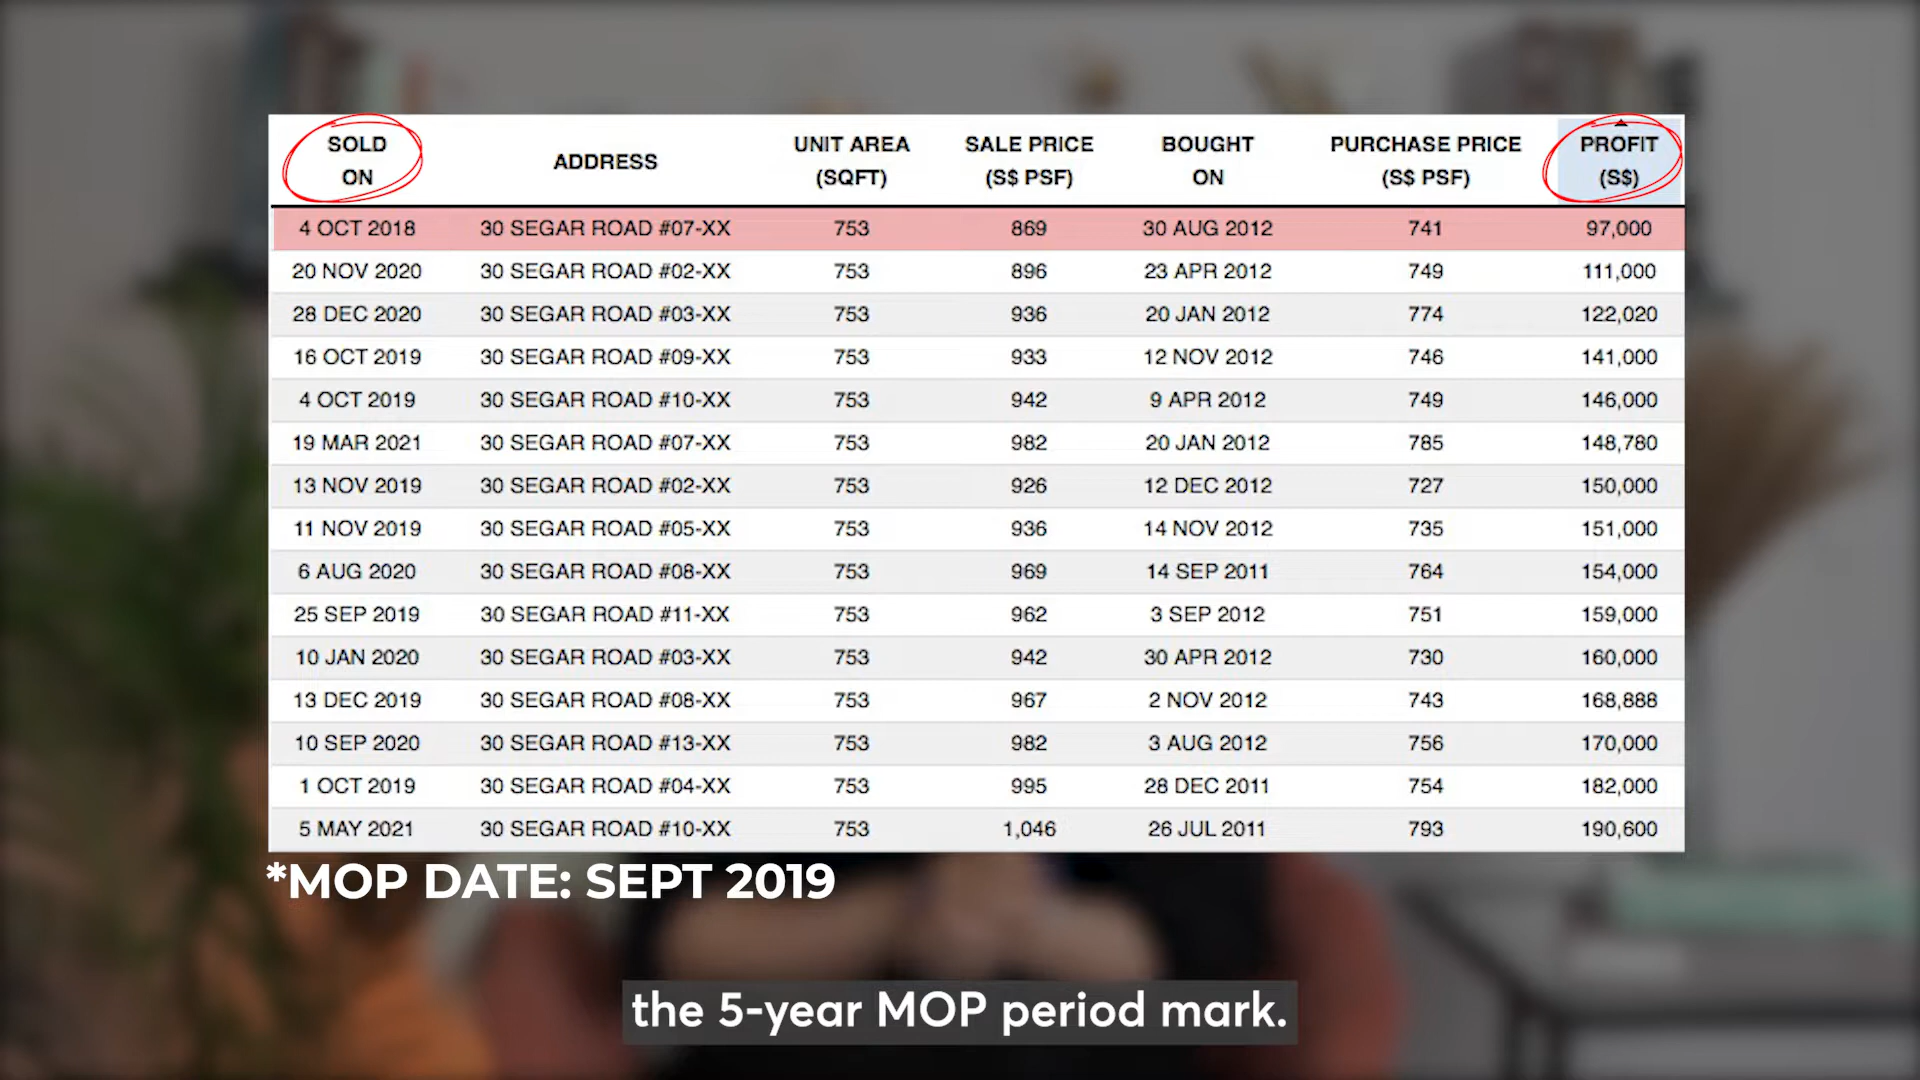 SOLD ON ADDRESS UNIT AREA (SQFT) SALE PRICE (S$ PSF) BOUGHT ON PURCHASE PRICE (S$ PSF) PROFIT (S$)
4 OCT 2018 30 SEGAR ROAD #07-XX 753 869 30 AUG 2012 741 97,000
20 NOV 2020 30 SEGAR ROAD #02-XX 753 896 23 APR 2012 749 111,000
28 DEC 2020 30 SEGAR ROAD #03-XX 753 936 20 JAN 2012 774 122,020
16 OCT 2019 30 SEGAR ROAD #09-XX 753 933 12 NOV 2012 746 141,000
4 OCT 2019 30 SEGAR ROAD #10-XX 753 942 9 APR 2012 749 146,000
19 MAR 2021 30 SEGAR ROAD #07-XX 753 982 20 JAN 2012 785 148,780
13 NOV 2019 30 SEGAR ROAD #02-XX 753 926 12 DEC 2012 727 150,000
11 NOV 2019 30 SEGAR ROAD #05-XX 753 936 14 NOV 2012 735 151,000
6 AUG 2020 30 SEGAR ROAD #08-XX 753 969 14 SEP 2011 764 154,000
25 SEP 2019 30 SEGAR ROAD #11-XX 753 962 3 SEP 2012 751 159,000
10 JAN 2020 30 SEGAR ROAD #03-XX 753 942 30 APR 2012 730 160,000
13 DEC 2019 30 SEGAR ROAD #08-XX 753 967 2 NOV 2012 743 168,888
10 SEP 2020 30 SEGAR ROAD #13-XX 753 982 3 AUG 2012 756 170,000
1 OCT 2019 30 SEGAR ROAD #04-XX 753 995 28 DEC 2011 754 182,000
5 MAY 2021 30 SEGAR ROAD #10-XX 753 1,046 26 JUL 2011 793 190,600
*MOP DATE: SEPT 2019
the 5-year MOP period mark.